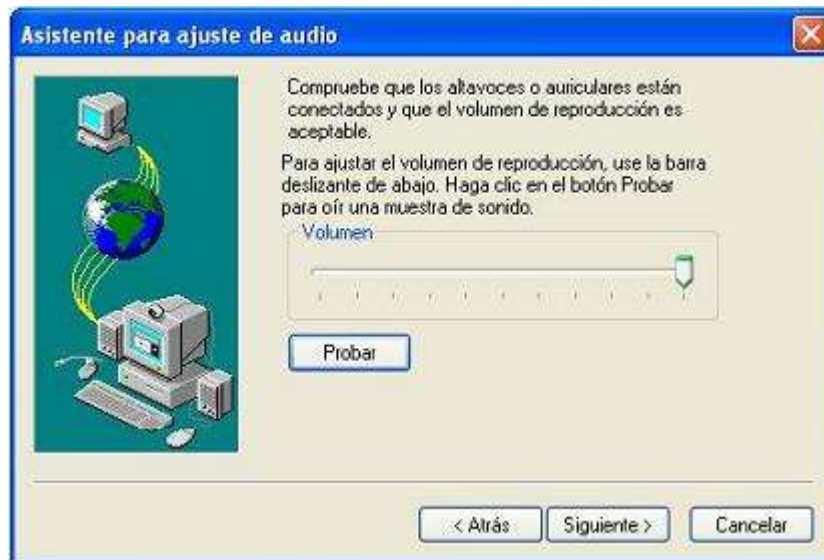 Asistente para ajuste de audio
Compruebe que los altavoces o auriculares están
conectados y que el volumen de reproducción es
aceptable.
Para ajustar el volumen de reproducción, use la barra
deslizante de abajo. Haga clic en el botón Probar
para oír una muestra de sonido.
Volumen
Probar
< Atrás
Siguiente >
Cancelar